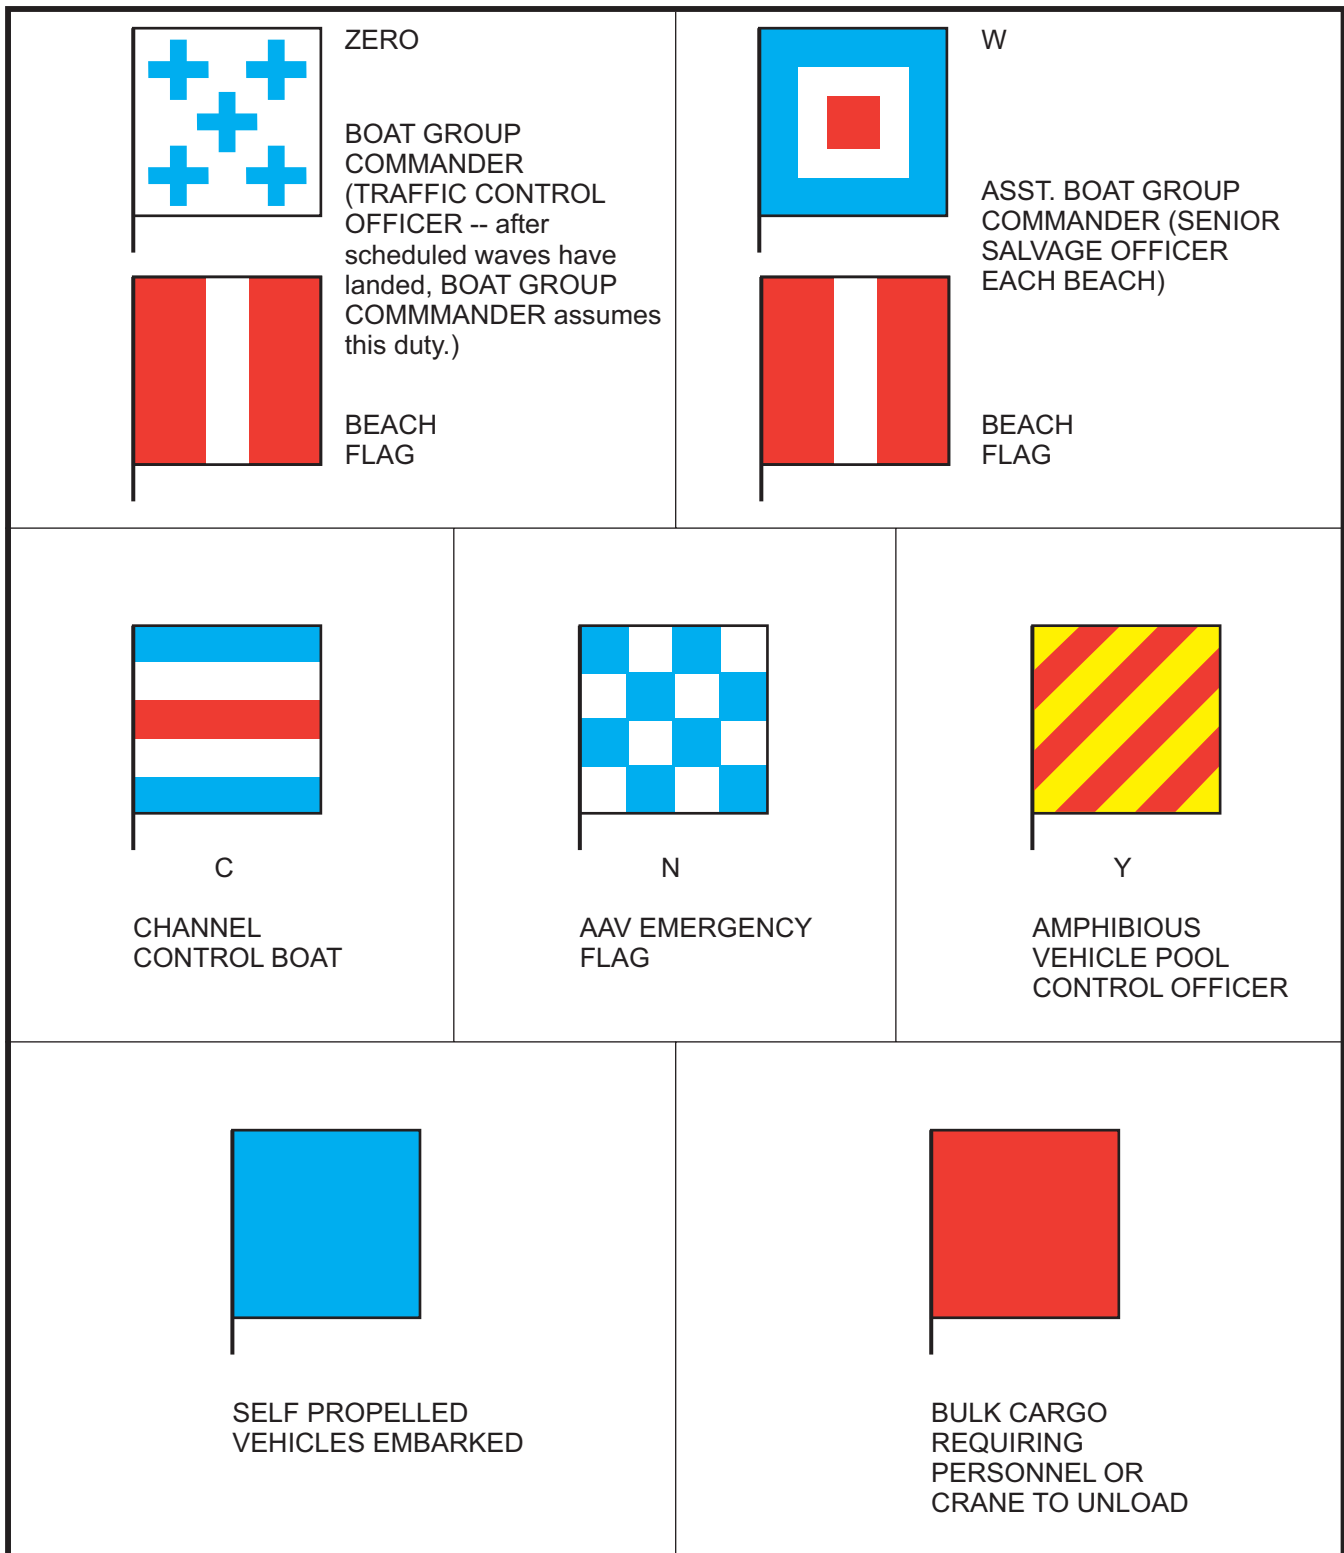 ZERO
BOAT GROUP
COMMANDER
(TRAFFIC CONTROL
OFFICER -- after
scheduled waves have
landed, BOAT GROUP
COMMMANDER assumes
this duty.)
BEACH
FLAG
W
ASST. BOAT GROUP
COMMANDER (SENIOR
SALVAGE OFFICER
EACH BEACH)
BEACH
FLAG
C
CHANNEL
CONTROL BOAT
N
AAV EMERGENCY
FLAG
Y
AMPHIBIOUS
VEHICLE POOL
CONTROL OFFICER
SELF PROPELLED
VEHICLES EMBARKED
BULK CARGO
REQUIRING
PERSONNEL OR
CRANE TO UNLOAD